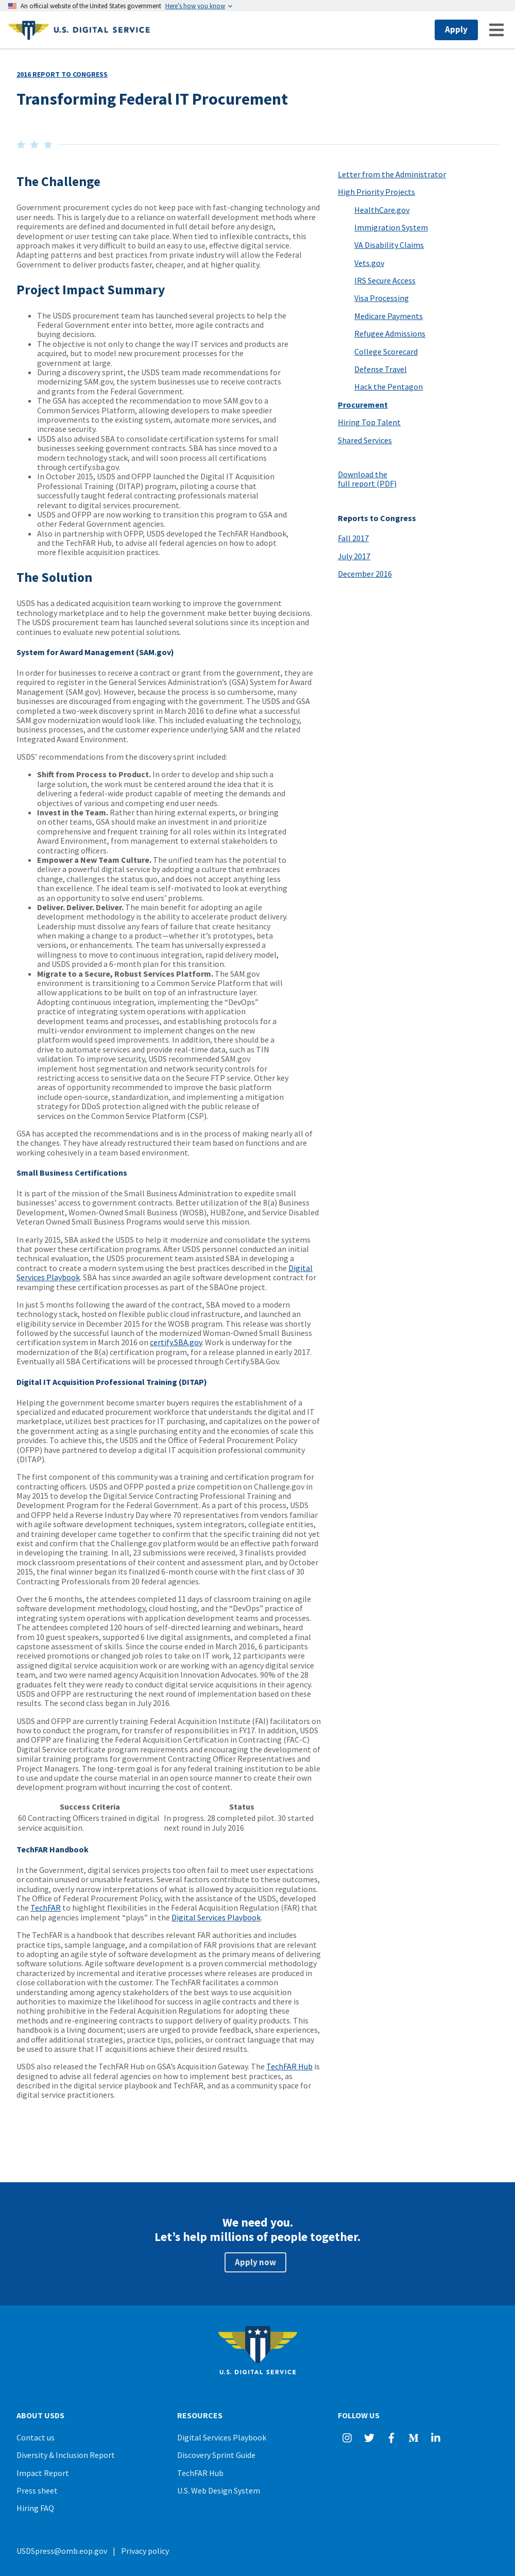 An official website of the United States government Here's how you know
U.S. DIGITAL SERVICE
Apply
2016 REPORT TO CONGRESS
Transforming Federal IT Procurement
The Challenge
Government procurement cycles do not keep pace with fast-changing technology and
user needs. This is largely due to a reliance on waterfall development methods where
requirements are defined and documented in full detail before any design,
development or user testing occurs. When tied to inflexible contracts, this
approach makes it very difficult to build an easy to use, effective digital service.
Adapting patterns and best practices from private industry will allow the Federal
Government to deliver products faster, cheaper, and at higher quality.
Project Impact Summary
The USDS procurement team has launched several projects to help the
Federal Government enter into better, more agile contracts and
buying decisions.
The objective is not only to change the way IT services and products are
acquired, but to model new procurement processes for the
government at large.
During a discovery sprint, the USDS team made recommendations for
modernizing SAM.gov, the system businesses use to receive contracts
and grants from the Federal Government.
The GSA has accepted the recommendation to move SAM.gov to a
Common Services Platform, allowing developers to make speedier
improvements to the existing system, automate more services, and
increase security.
USDS also advised SBA to consolidate certification systems for small
businesses seeking government contracts. SBA has since moved to a
modern technology stack, and will soon process all certifications
through certify.sba.gov.
In October 2015, USDS and OFPP launched the Digital IT Acquisition
Professional Training (DITAP) program, piloting a course that
successfully taught federal contracting professionals material
relevant to digital services procurement.
USDS and OFPP are now working to transition this program to GSA and
other Federal Government agencies.
Also in partnership with OFPP, USDS developed the TechFAR Handbook,
and the TechFAR Hub, to advise all federal agencies on how to adopt
more flexible acquisition practices.
The Solution
USDS has a dedicated acquisition team working to improve the government
technology marketplace and to help the government make better buying decisions.
The USDS procurement team has launched several solutions since its inception and
continues to evaluate new potential solutions.
System for Award Management (SAM.gov)
In order for businesses to receive a contract or grant from the government, they are
required to register in the General Services Administration's (GSA) System for Award
Management (SAM.gov). However, because the process is so cumbersome, many
businesses are discouraged from engaging with the government. The USDS and GSA
completed a two-week discovery sprint in March 2016 to define what a successful
SAM.gov modernization would look like. This included evaluating the technology,
business processes, and the customer experience underlying SAM and the related
Integrated Award Environment.
USDS' recommendations from the discovery sprint included:
Shift from Process to Product. In order to develop and ship such a
large solution, the work must be centered around the idea that it is
delivering a federal-wide product capable of meeting the demands and
objectives of various and competing end user needs.
Invest in the Team. Rather than hiring external experts, or bringing
on other teams, GSA should make an investment in and prioritize
comprehensive and frequent training for all roles within its Integrated
Award Environment, from management to external stakeholders to
contracting officers.
Empower a New Team Culture. The unified team has the potential to
deliver a powerful digital service by adopting a culture that embraces
change, challenges the status quo, and does not accept anything less
than excellence. The ideal team is self-motivated to look at everything
as an opportunity to solve end users' problems.
Deliver. Deliver. Deliver. The main benefit for adopting an agile
development methodology is the ability to accelerate product delivery.
Leadership must dissolve any fears of failure that create hesitancy
when making a change to a product—whether it's prototypes, beta
versions, or enhancements. The team has universally expressed a
willingness to move to continuous integration, rapid delivery model,
and USDS provided a 6-month plan for this transition.
Migrate to a Secure, Robust Services Platform. The SAM.gov
environment is transitioning to a Common Service Platform that will
allow applications to be built on top of an infrastructure layer.
Adopting continuous integration, implementing the "DevOps"
practice of integrating system operations with application
development teams and processes, and establishing protocols for a
multi-vendor environment to implement changes on the new
platform would speed improvements. In addition, there should be a
drive to automate services and provide real-time data, such as TIN
validation. To improve security, USDS recommended SAM.gov
implement host segmentation and network security controls for
restricting access to sensitive data on the Secure FTP service. Other key
areas of opportunity recommended to improve the basic platform
include open-source, standardization, and implementing a mitigation
strategy for DDoS protection aligned with the public release of
services on the Common Service Platform (CSP).
GSA has accepted the recommendations and is in the process of making nearly all of
the changes. They have already restructured their team based on functions and are
working cohesively in a team based environment.
Small Business Certifications
It is part of the mission of the Small Business Administration to expedite small
businesses' access to government contracts. Better utilization of the 8(a) Business
Development, Women-Owned Small Business (WOSB), HUBZone, and Service Disabled
Veteran Owned Small Business Programs would serve this mission.
In early 2015, SBA asked the USDS to help it modernize and consolidate the systems
that power these certification programs. After USDS personnel conducted an initial
technical evaluation, the USDS procurement team assisted SBA in developing a
contract to create a modern system using the best practices described in the Digital
Services Playbook. SBA has since awarded an agile software development contract for
revamping these certification processes as part of the SBAOne project.
In just 5 months following the award of the contract, SBA moved to a modern
technology stack, hosted on flexible public cloud infrastructure, and launched an
eligibility service in December 2015 for the WOSB program. This release was shortly
followed by the successful launch of the modernized Woman-Owned Small Business
certification system in March 2016 on certify.SBA.gov. Work is underway for the
modernization of the 8(a) certification program, for a release planned in early 2017.
Eventually all SBA Certifications will be processed through Certify.SBA.Gov.
Digital IT Acquisition Professional Training (DITAP)
Helping the government become smarter buyers requires the establishment of a
specialized and educated procurement workforce that understands the digital and IT
marketplace, utilizes best practices for IT purchasing, and capitalizes on the power of
the government acting as a single purchasing entity and the economies of scale this
provides. To achieve this, the USDS and the Office of Federal Procurement Policy
(OFPP) have partnered to develop a digital IT acquisition professional community
(DITAP).
The first component of this community was a training and certification program for
contracting officers. USDS and OFPP posted a prize competition on Challenge.gov in
May 2015 to develop the Digital Service Contracting Professional Training and
Development Program for the Federal Government. As a part of this process, USDS
and OFPP held a Reverse Industry Day where 70 representatives from vendors familiar
with agile software development techniques, system integrators, collegiate entities,
and training developer came together to confirm that the specific training did not yet
exist and confirm that the Challenge.gov platform would be an effective path forward
in developing the training. In all, 23 submissions were received, 3 finalists provided
mock classroom presentations of their content and assessment plan, and by October
2015, the final winner began its finalized 6-month course with the first class of 30
Contracting Professionals from 20 federal agencies.
Over the 6 months, the attendees completed 11 days of classroom training on agile
software development methodology, cloud hosting, and the "DevOps" practice of
integrating system operations with application development teams and processes.
The attendees completed 120 hours of self-directed learning and webinars, heard
from 10 guest speakers, supported 6 live digital assignments, and completed a final
capstone assessment of skills. Since the course ended in March 2016, 6 participants
received promotions or changed job roles to take on IT work, 12 participants were
assigned digital service acquisition work or are working with an agency digital service
team, and two were named agency Acquisition Innovation Advocates. 90% of the 28
graduates felt they were ready to conduct digital service acquisitions in their agency.
USDS and OFPP are restructuring the next round of implementation based on these
results. The second class began in July 2016.
USDS and OFPP are currently training Federal Acquisition Institute (FAI) facilitators on
how to conduct the program, for transfer of responsibilities in FY17. In addition, USDS
and OFPP are finalizing the Federal Acquisition Certification in Contracting (FAC-C)
Digital Service certificate program requirements and encouraging the development of
similar training programs for government Contracting Officer Representatives and
Project Managers. The long-term goal is for any federal training institution to be able
to use and update the course material in an open source manner to create their own
development program without incurring the cost of content.
Success Criteria Status
60 Contracting Officers trained in digital In progress. 28 completed pilot. 30 started
service acquisition. next round in July 2016
TechFAR Handbook
In the Government, digital services projects too often fail to meet user expectations
or contain unused or unusable features. Several factors contribute to these outcomes,
including, overly narrow interpretations of what is allowed by acquisition regulations.
The Office of Federal Procurement Policy, with the assistance of the USDS, developed
the TechFAR to highlight flexibilities in the Federal Acquisition Regulation (FAR) that
can help agencies implement "plays" in the Digital Services Playbook.
The TechFAR is a handbook that describes relevant FAR authorities and includes
practice tips, sample language, and a compilation of FAR provisions that are relevant
to adopting an agile style of software development as the primary means of delivering
software solutions. Agile software development is a proven commercial methodology
characterized by incremental and iterative processes where releases are produced in
close collaboration with the customer. The TechFAR facilitates a common
understanding among agency stakeholders of the best ways to use acquisition
authorities to maximize the likelihood for success in agile contracts and there is
nothing prohibitive in the Federal Acquisition Regulations for adopting these
methods and re-engineering contracts to support delivery of quality products. This
handbook is a living document; users are urged to provide feedback, share experiences,
and offer additional strategies, practice tips, policies, or contract language that may
be used to assure that IT acquisitions achieve their desired results.
USDS also released the TechFAR Hub on GSA's Acquisition Gateway. The TechFAR Hub is
designed to advise all federal agencies on how to implement best practices, as
described in the digital service playbook and TechFAR, and as a community space for
digital service practitioners.
Letter from the Administrator
High Priority Projects
HealthCare.gov
Immigration System
VA Disability Claims
Vets.gov
IRS Secure Access
Visa Processing
Medicare Payments
Refugee Admissions
College Scorecard
Defense Travel
Hack the Pentagon
Procurement
Hiring Top Talent
Shared Services
Download the
full report (PDF)
Reports to Congress
Fall 2017
July 2017
December 2016
We need you.
Let's help millions of people together.
Apply now
U.S. DIGITAL SERVICE
ABOUT USDS
Contact us
Diversity & Inclusion Report
Impact Report
Press sheet
Hiring FAQ
RESOURCES
Digital Services Playbook
Discovery Sprint Guide
TechFAR Hub
U.S. Web Design System
FOLLOW US
USDSpress@omb.eop.gov | Privacy policy